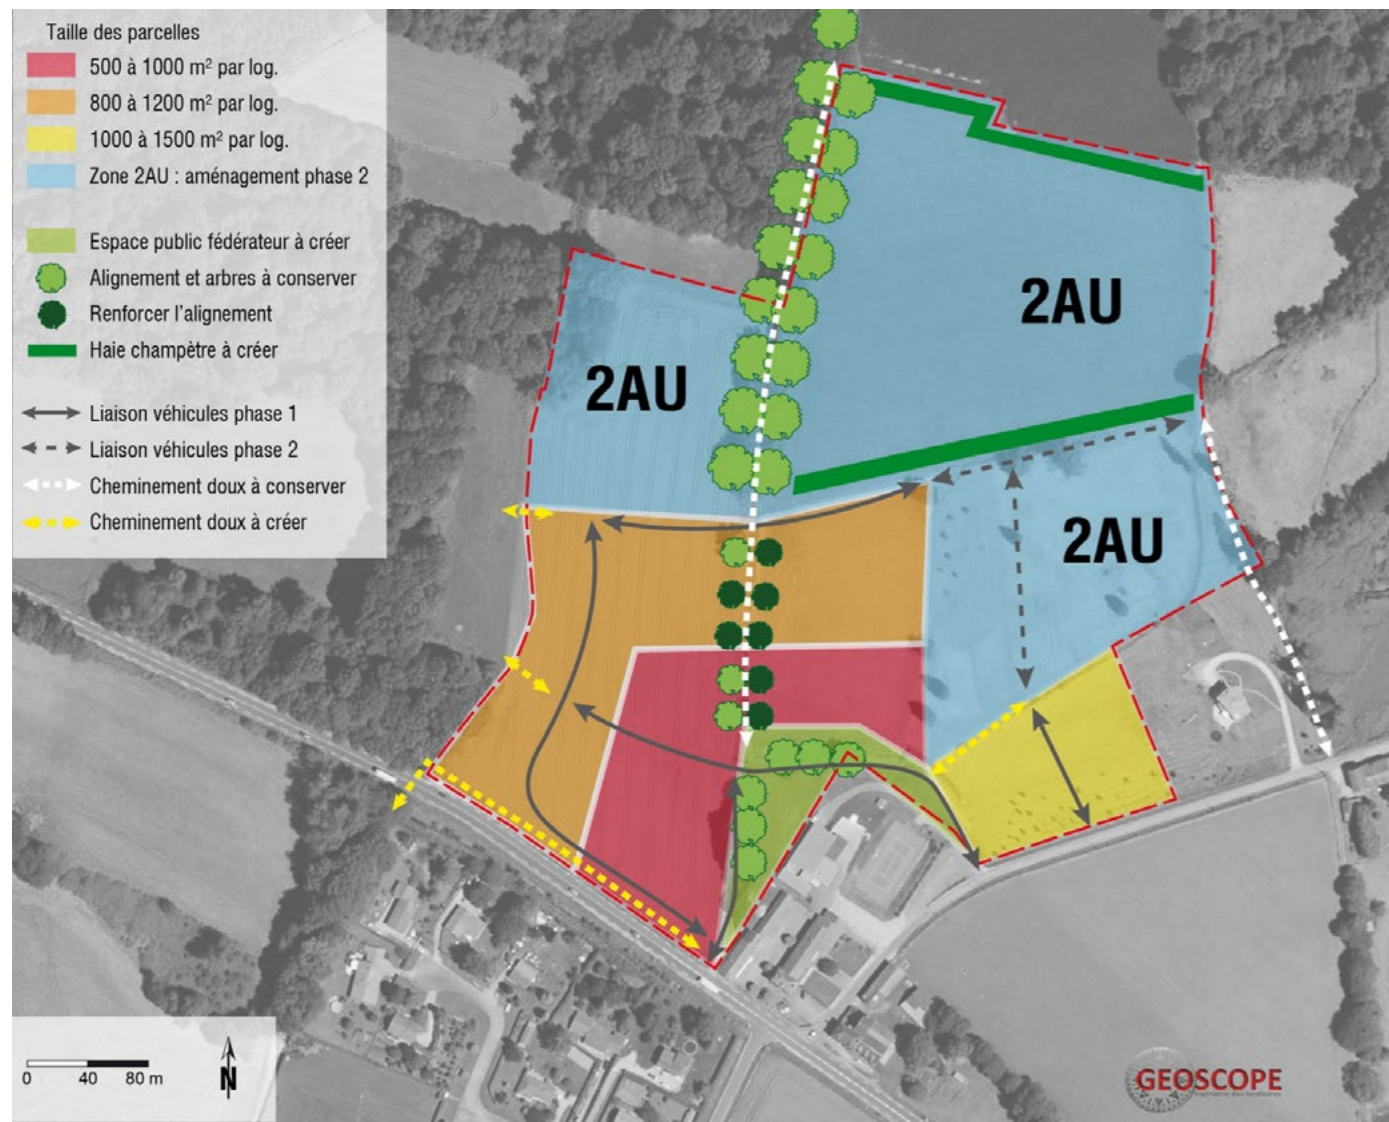 Taille des parcelles
500 à 1000 m² par log.
800 à 1200 m² par log.
1000 à 1500 m² par log.
Zone 2AU : aménagement phase 2
Espace public fédérateur à créer
Alignement et arbres à conserver
Renforcer l'alignement
Haie champêtre à créer
Liaison véhicules phase 1
Liaison véhicules phase 2
Cheminement doux à conserver
Cheminement doux à créer
2AU
2AU
2AU
0 40 80 m
N
GEOSCOPE
ingénierie des territoires